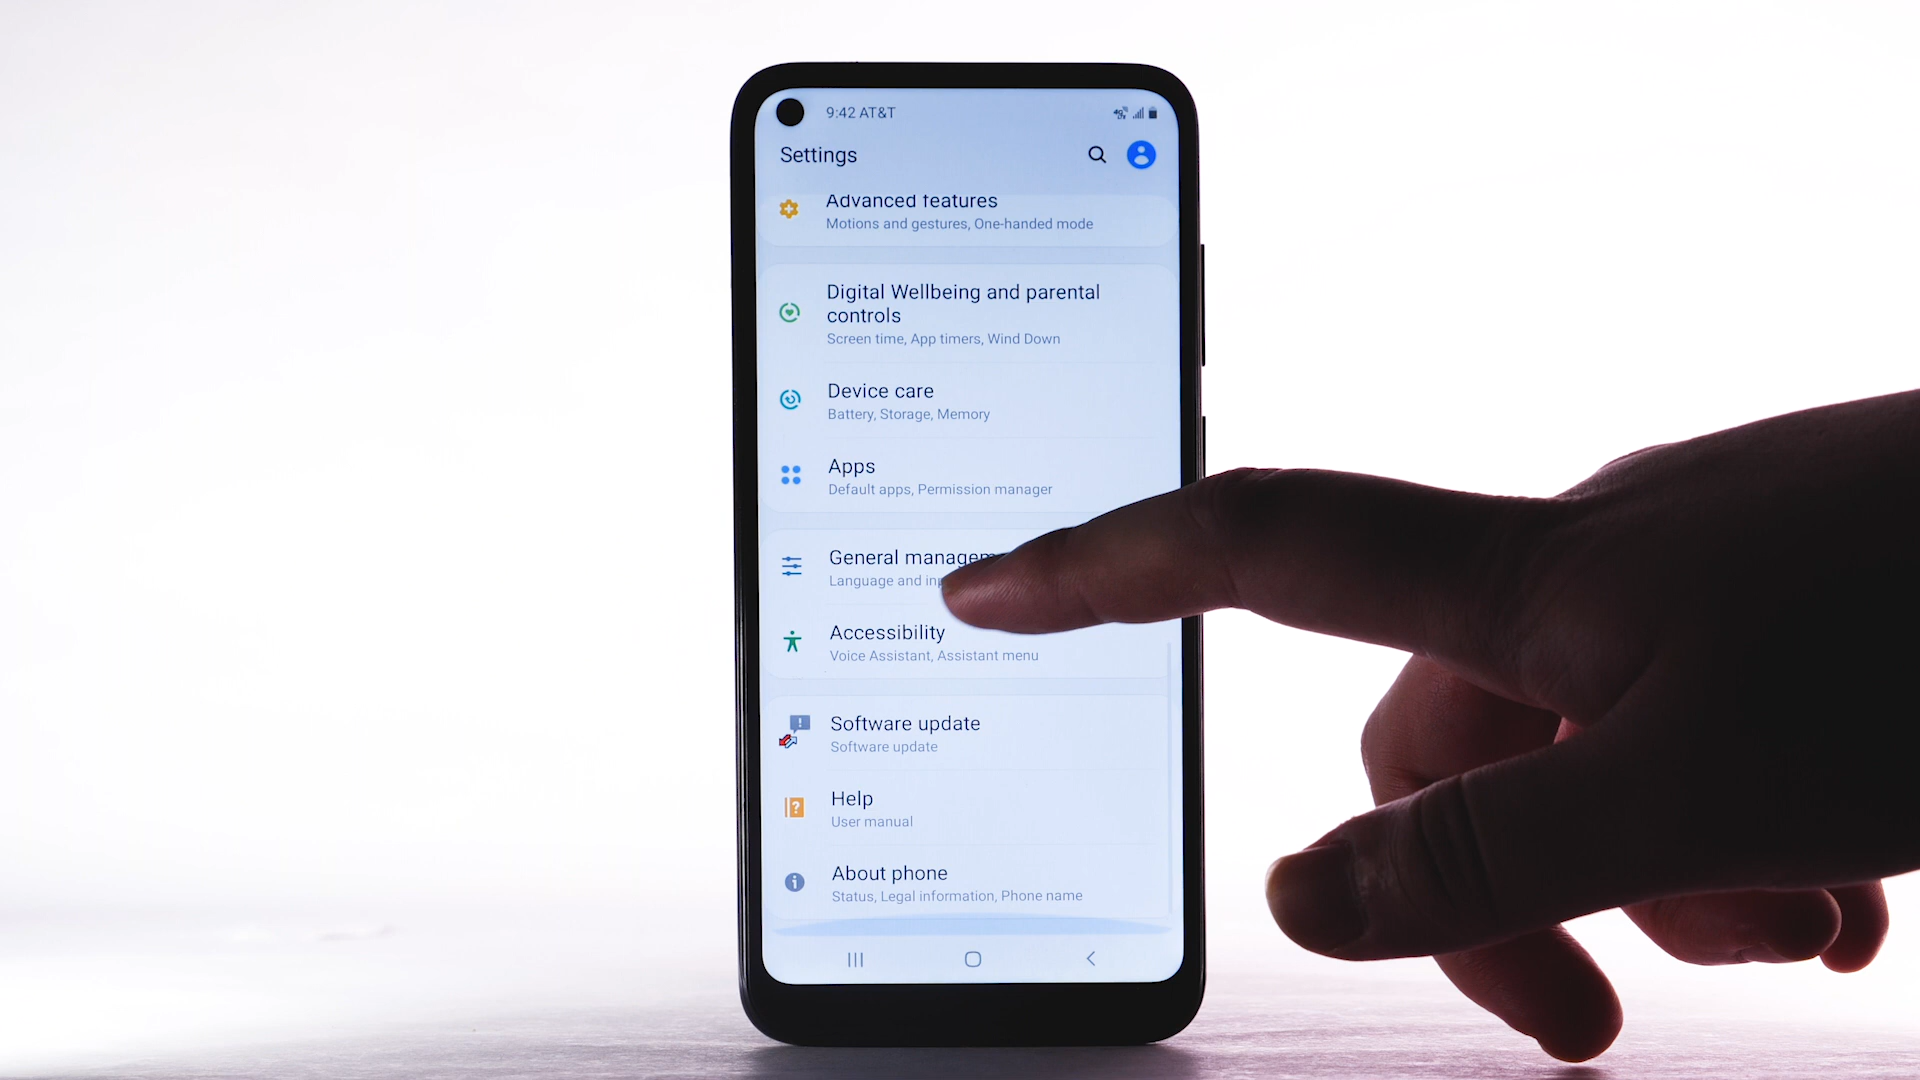 9:42 AT&T
Settings
Advanced features
Motions and gestures, One-handed mode
Digital Wellbeing and parental
controls
Screen time, App timers, Wind Down
Device care
Battery, Storage, Memory
Apps
Default apps, Permission manager
General
Language and
Accessibility
Voice Assistant, Assistant menu
Software update
Software update
Help
User manual
About phone
Status, Legal information, Phone name